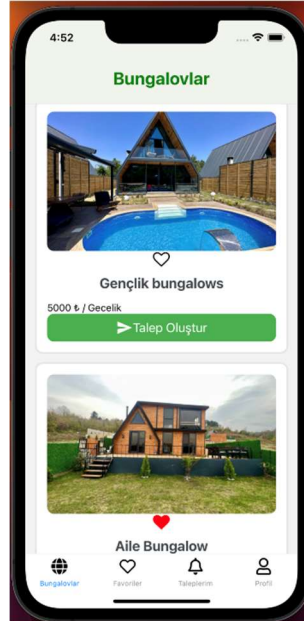 4:52
Bungalovlar
Gençlik bungalows
5000 ₺ / Gecelik
Talep Oluştur
Aile Bungalow
Bungalovlar
Favoriler
Taleplerim
Profil